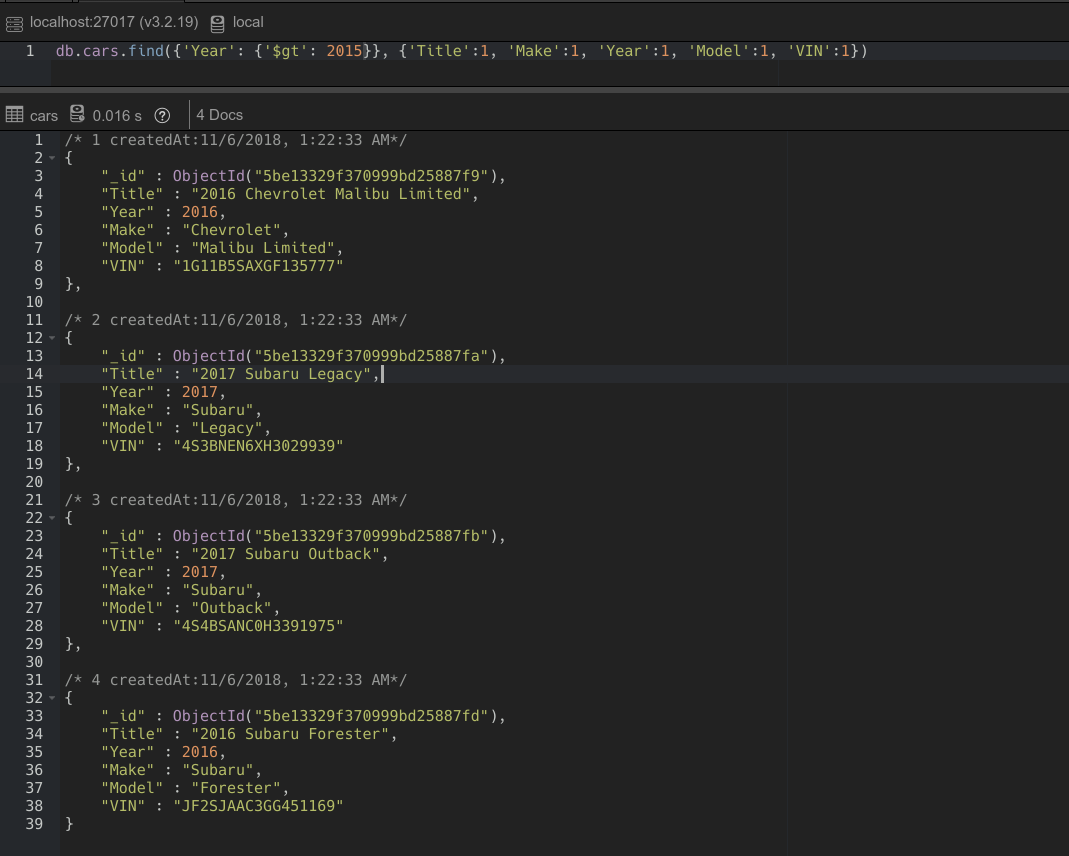 localhost:27017 (v3.2.19) local
1 db.cars.find({'Year': {'$gt': 2015}}, {'Title':1, 'Make':1, 'Year':1, 'Model':1, 'VIN':1})
cars 0.016 s ? 4 Docs
1 /* 1 createdAt:11/6/2018, 1:22:33 AM*/
2 {
3 "_id" : ObjectId("5be13329f370999bd25887f9"),
4 "Title" : "2016 Chevrolet Malibu Limited",
5 "Year" : 2016,
6 "Make" : "Chevrolet",
7 "Model" : "Malibu Limited",
8 "VIN" : "1G11B5SAXGF135777"
9 },
10
11 /* 2 createdAt:11/6/2018, 1:22:33 AM*/
12 {
13 "_id" : ObjectId("5be13329f370999bd25887fa"),
14 "Title" : "2017 Subaru Legacy",
15 "Year" : 2017,
16 "Make" : "Subaru",
17 "Model" : "Legacy",
18 "VIN" : "4S3BNEN6XH3029939"
19 },
20
21 /* 3 createdAt:11/6/2018, 1:22:33 AM*/
22 {
23 "_id" : ObjectId("5be13329f370999bd25887fb"),
24 "Title" : "2017 Subaru Outback",
25 "Year" : 2017,
26 "Make" : "Subaru",
27 "Model" : "Outback",
28 "VIN" : "4S4BSANC0H3391975"
29 },
30
31 /* 4 createdAt:11/6/2018, 1:22:33 AM*/
32 {
33 "_id" : ObjectId("5be13329f370999bd25887fd"),
34 "Title" : "2016 Subaru Forester",
35 "Year" : 2016,
36 "Make" : "Subaru",
37 "Model" : "Forester",
38 "VIN" : "JF2SJAAC3GG451169"
39 }